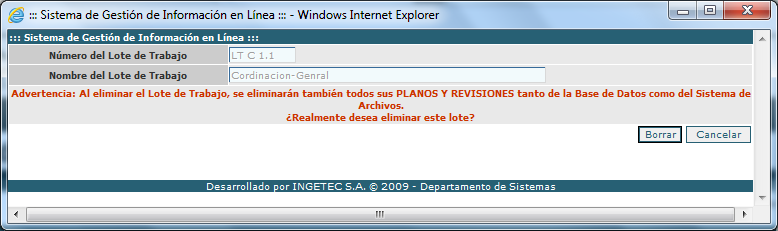 ::: Sistema de Gestión de Información en Línea ::: - Windows Internet Explorer
::: Sistema de Gestión de Información en Línea :::
Número del Lote de Trabajo LT C 1.1
Nombre del Lote de Trabajo Cordinacion-Genral
Advertencia: Al eliminar el Lote de Trabajo, se eliminarán también todos sus PLANOS Y REVISIONES tanto de la Base de Datos como del Sistema de
Archivos.
¿Realmente desea eliminar este lote?
Borrar Cancelar
Desarrollado por INGETEC S.A. © 2009 - Departamento de Sistemas